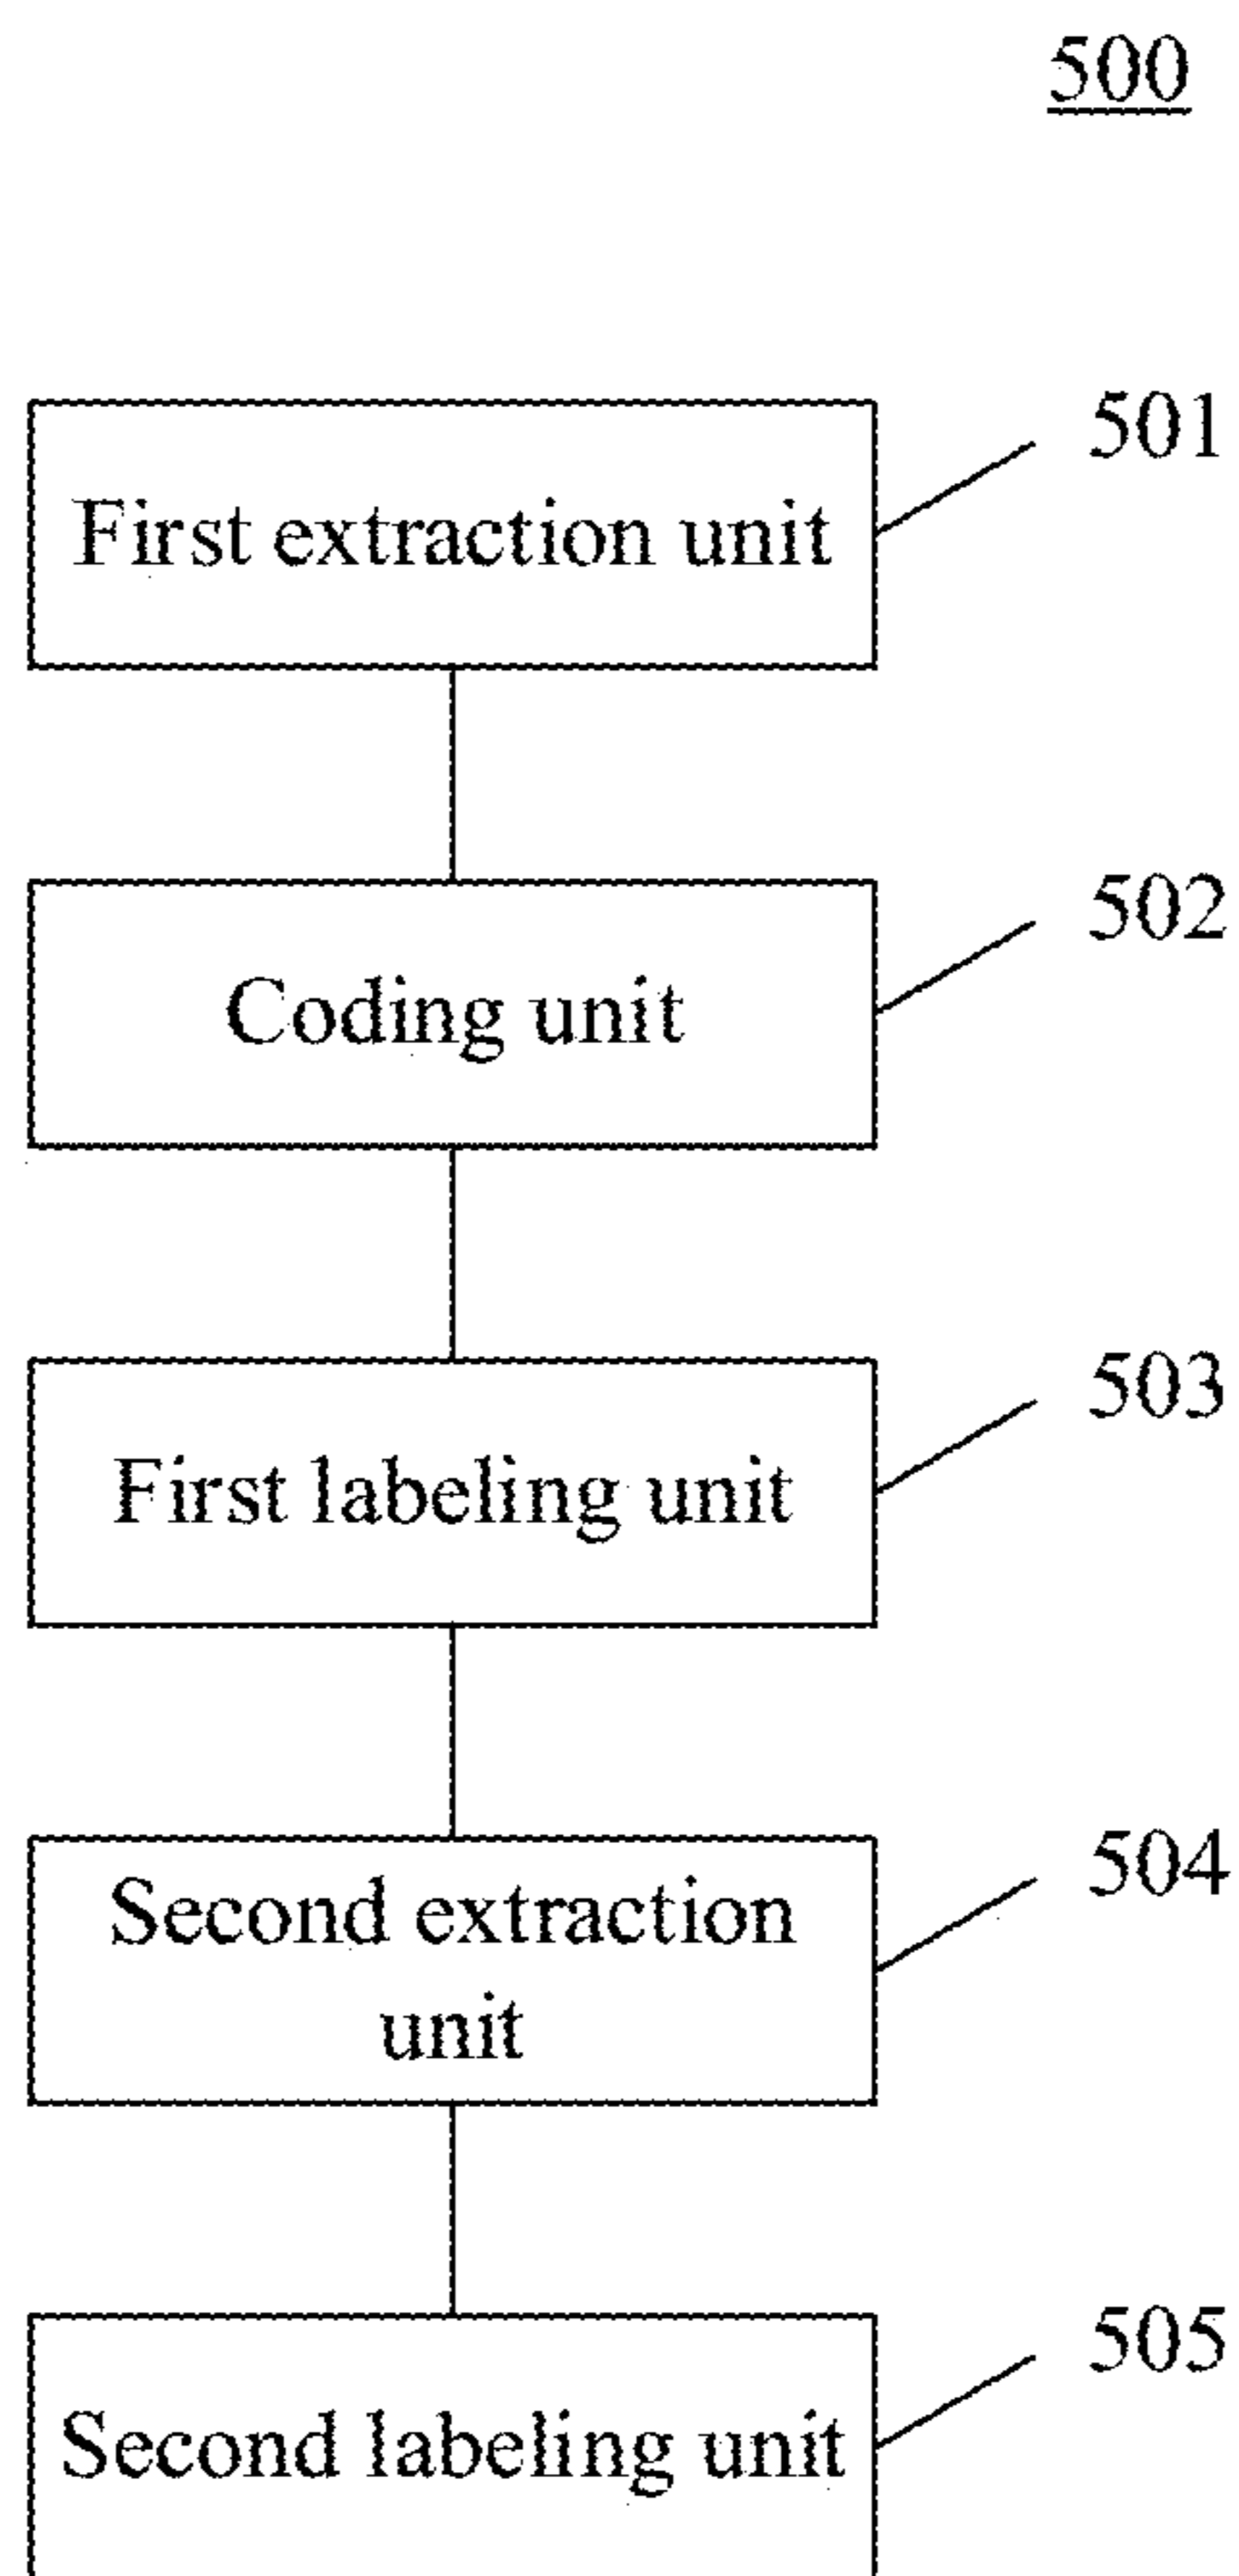 500
First extraction unit
501
Coding unit
502
First labeling unit
503
Second extraction
unit
504
Second labeling unit
505